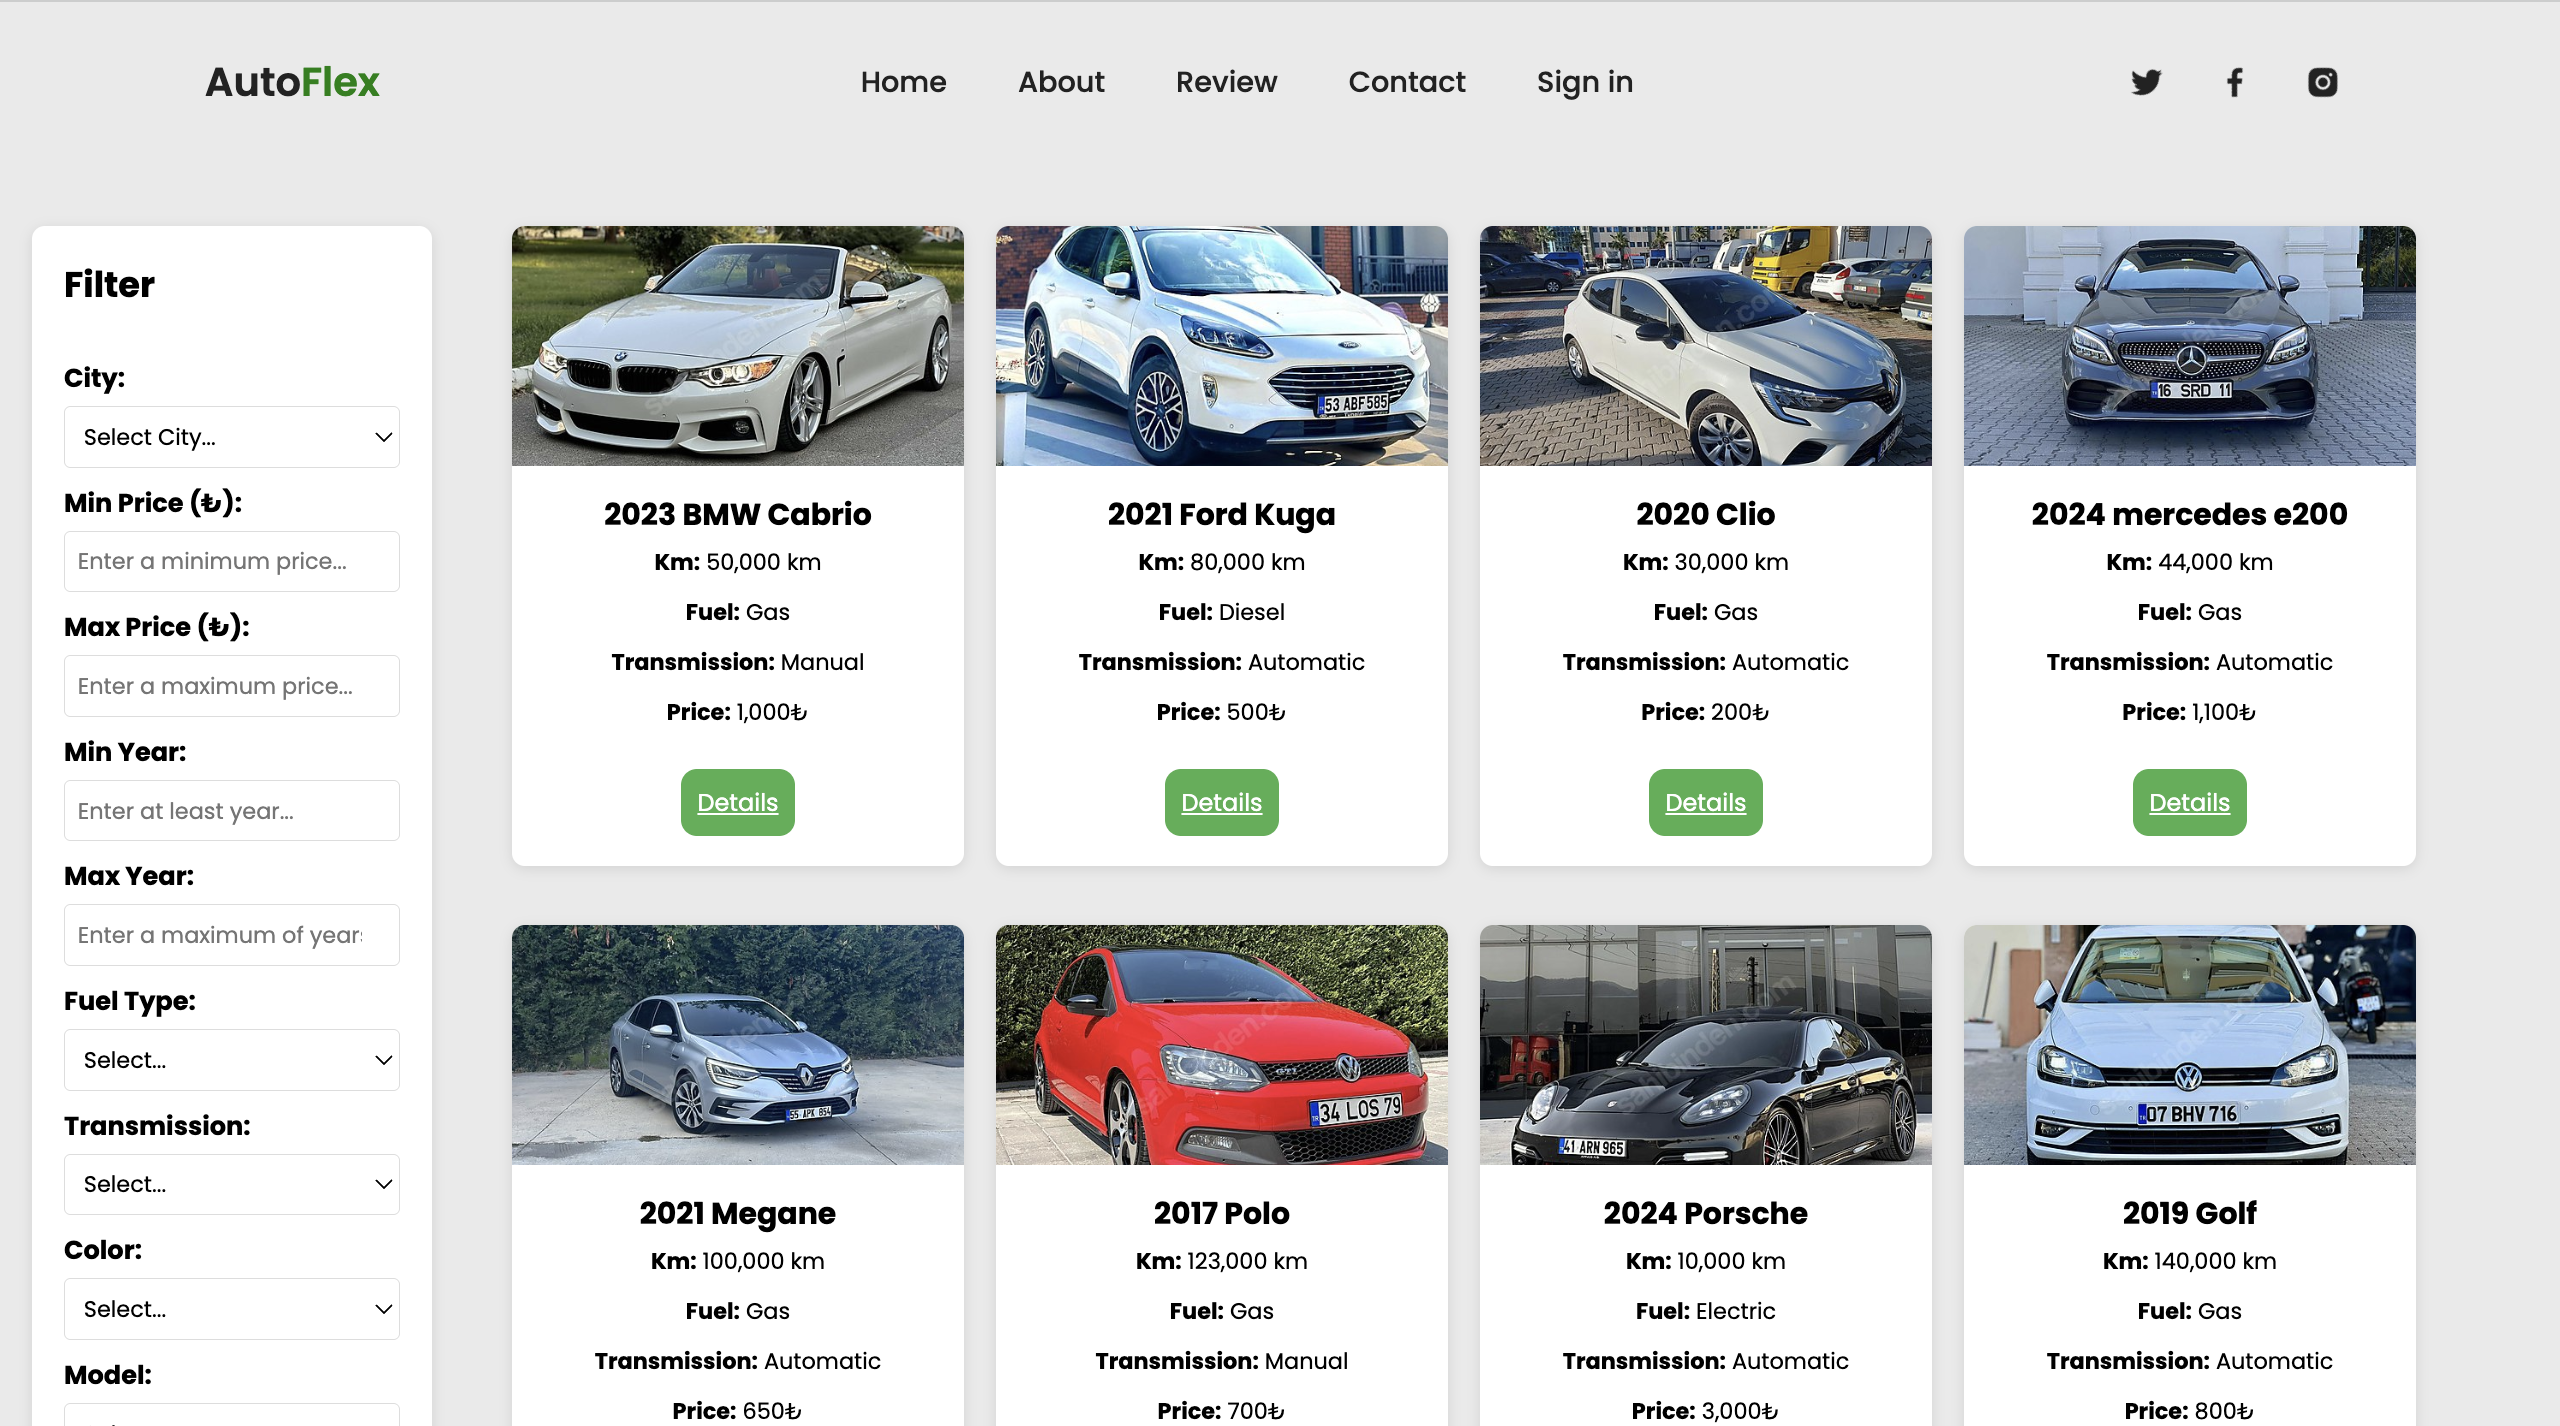 AutoFlex
Home About Review Contact Sign in
Filter
City:
Select City...
Min Price (₺):
Enter a minimum price...
Max Price (₺):
Enter a maximum price...
Min Year:
Enter at least year...
Max Year:
Enter a maximum of year
Fuel Type:
Select...
Transmission:
Select...
Color:
Select...
Model:
2023 BMW Cabrio
Km: 50,000 km
Fuel: Gas
Transmission: Manual
Price: 1,000₺
Details
53 ABF 585
2021 Ford Kuga
Km: 80,000 km
Fuel: Diesel
Transmission: Automatic
Price: 500₺
Details
2020 Clio
Km: 30,000 km
Fuel: Gas
Transmission: Automatic
Price: 200₺
Details
16 SRD 11
2024 mercedes e200
Km: 44,000 km
Fuel: Gas
Transmission: Automatic
Price: 1,100₺
Details
55 APK 854
2021 Megane
Km: 100,000 km
Fuel: Gas
Transmission: Automatic
Price: 650₺
GTI
34 LOS 79
2017 Polo
Km: 123,000 km
Fuel: Gas
Transmission: Manual
Price: 700₺
sahibinden.com
41 ARN 965
2024 Porsche
Km: 10,000 km
Fuel: Electric
Transmission: Automatic
Price: 3,000₺
07 BHV 716
2019 Golf
Km: 140,000 km
Fuel: Gas
Transmission: Automatic
Price: 800₺